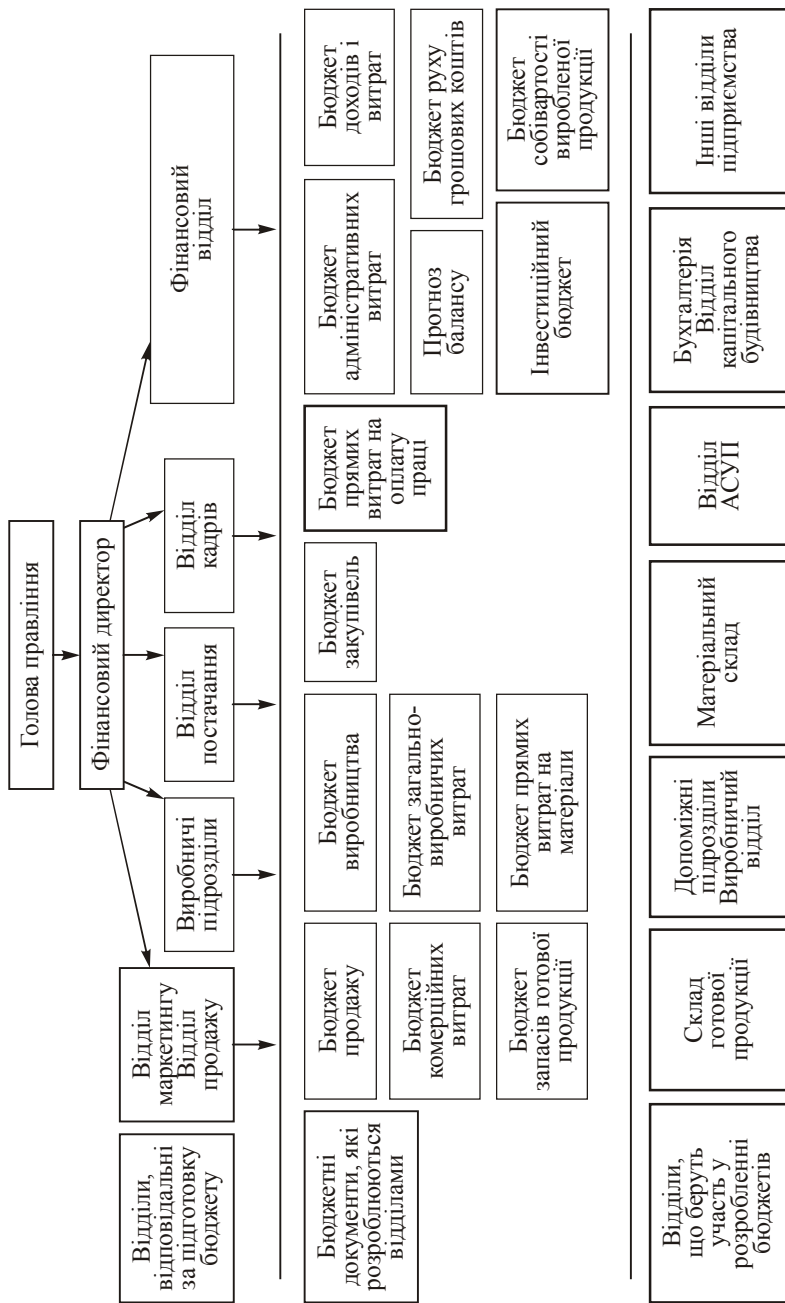 Голова правління
Фінансовий директор
Відділи,
відповідальні
за підготовку
бюджету
Відділ
маркетингу
Відділ
продажу
Виробничі
підрозділи
Відділ
постачання
Відділ
кадрів
Фінансовий
відділ
Бюджетні
документи, які
розроблюються
відділами
Бюджет
продажу
Бюджет
комерційних
витрат
Бюджет
запасів готової
продукції
Бюджет
виробництва
Бюджет загально-
виробничих
витрат
Бюджет прямих
витрат на
матеріали
Бюджет
закупівель
Бюджет
прямих
витрат на
оплату
праці
Бюджет
адміністративних
витрат
Бюджет
доходів і
витрат
Прогноз
балансу
Бюджет руху
грошових коштів
Інвестиційний
бюджет
Бюджет
собівартості
виробленої
продукції
Відділи,
що беруть
участь у
розробленні
бюджетів
Склад
готової
продукції
Допоміжні
підрозділи
Виробничий
відділ
Матеріальний
склад
Відділ
АСУП
Бухгалтерія
Відділ
капітального
будівництва
Інші відділи
підприємства